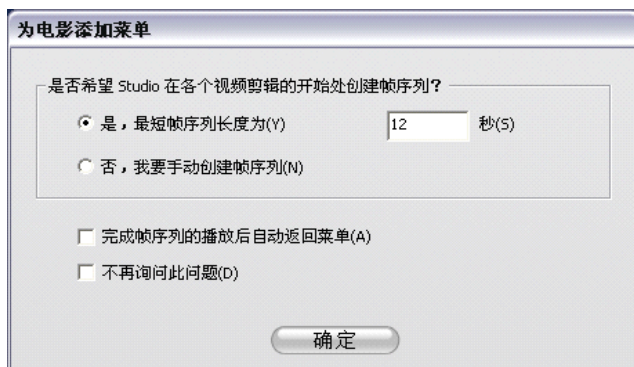 为电影添加菜单
是否希望 Studio 在各个视频剪辑的开始处创建帧序列？
是，最短帧序列长度为(Y) 12 秒(S)
否，我要手动创建帧序列(N)
完成帧序列的播放后自动返回菜单(A)
不再询问此问题(D)
确定